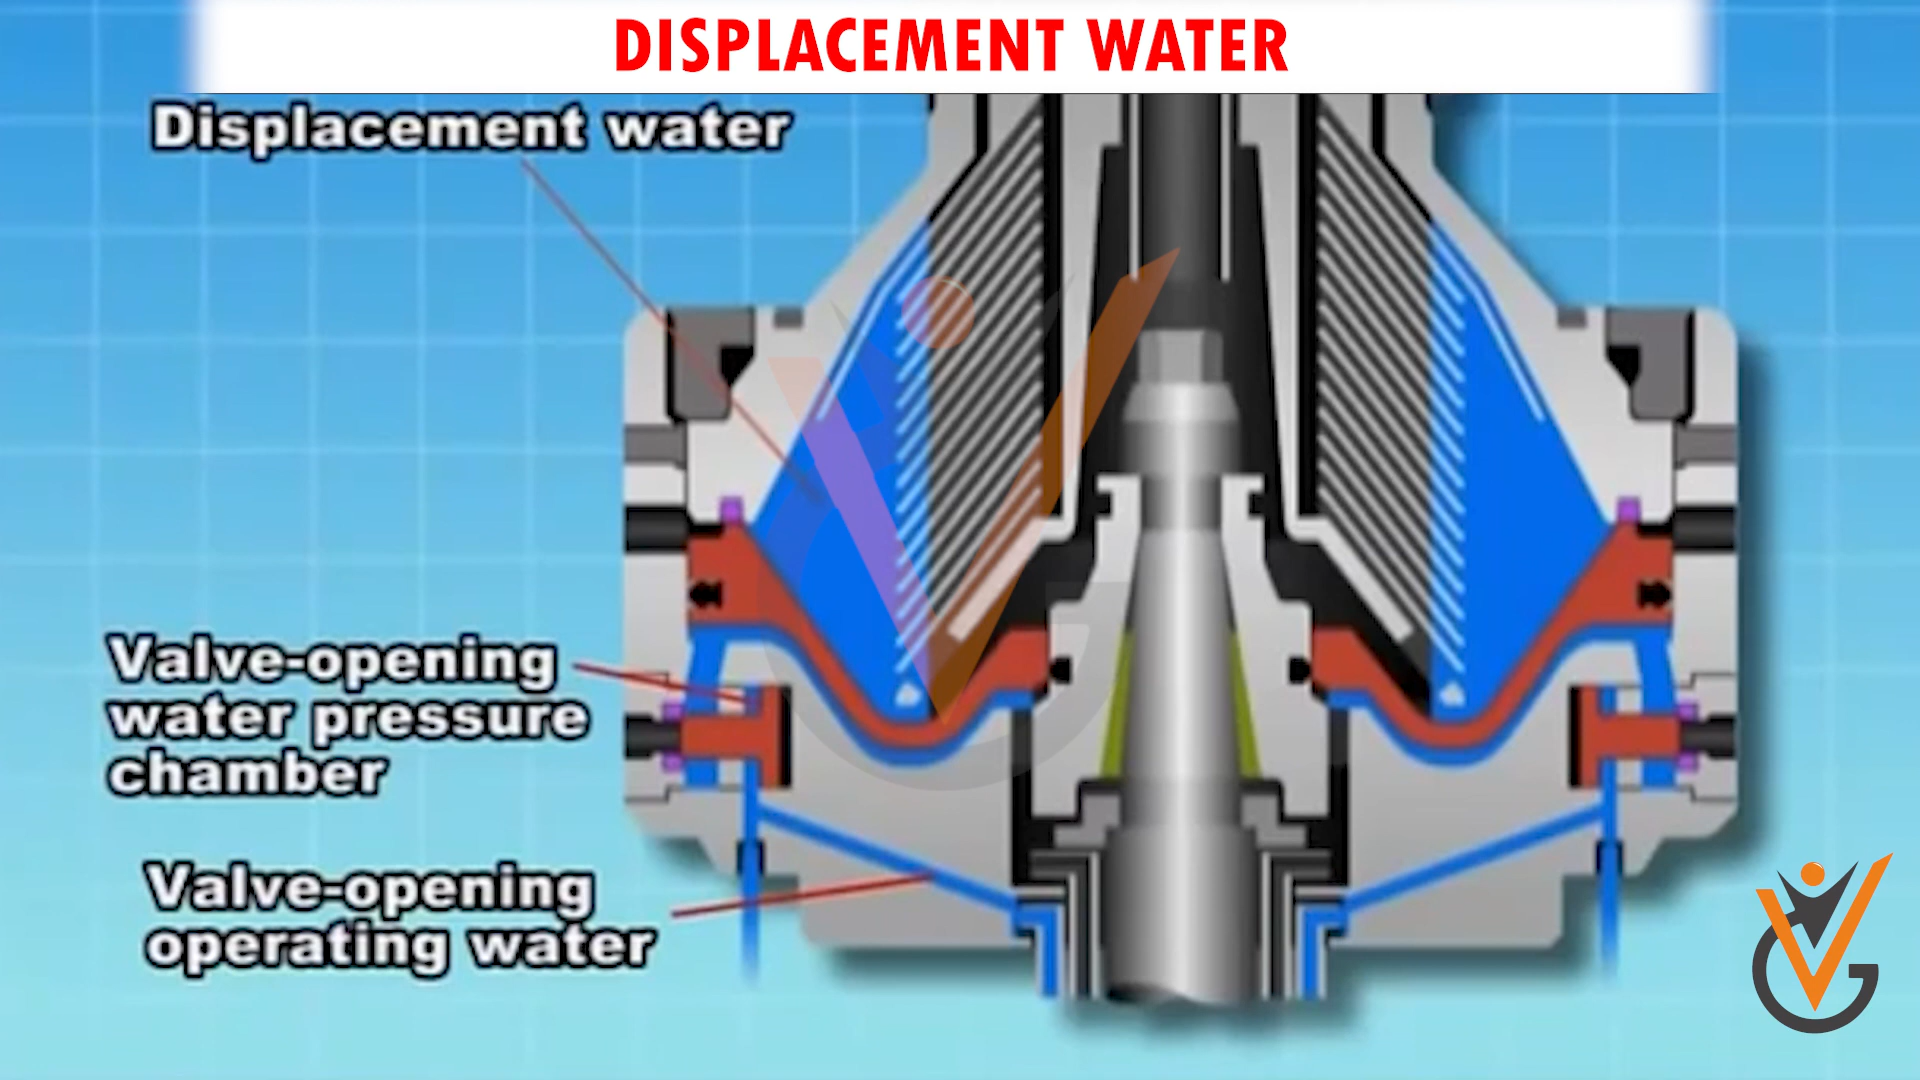 DISPLACEMENT WATER
Displacement water
Valve-opening
water pressure
chamber
Valve-opening
operating water